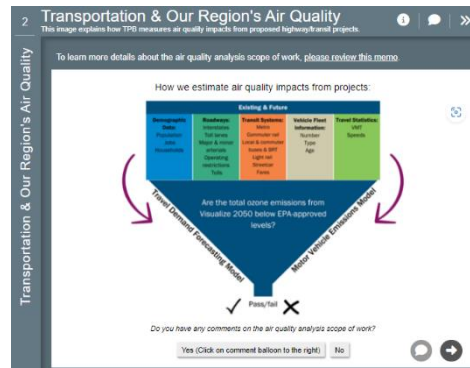 2
Transportation & Our Region's Air Quality
This image explains how TPB measures air quality impacts from proposed highway/transit projects.
Transportation & Our Region's Air Quality
To learn more details about the air quality analysis scope of work, please review this memo.
How we estimate air quality impacts from projects:
Existing & Future
Demographic
Data:
Population
Jobs
Households
Roadways:
Interstates
Toll lanes
Major & minor
arterials
Operating
restrictions
Tolls
Transit Systems:
Metro
Commuter rail
Local & commuter
buses & BRT
Light rail
Streetcar
Fares
Vehicle Fleet
Information:
Number
Type
Age
Travel Statistics:
VMT
Speeds
Travel Demand Forecasting Model
Are the total ozone emissions from
Visualize 2050 below EPA-approved
levels?
Motor Vehicle Emissions Model
Pass/fail
Do you have any comments on the air quality analysis scope of work?
Yes (Click on comment balloon to the right)
No